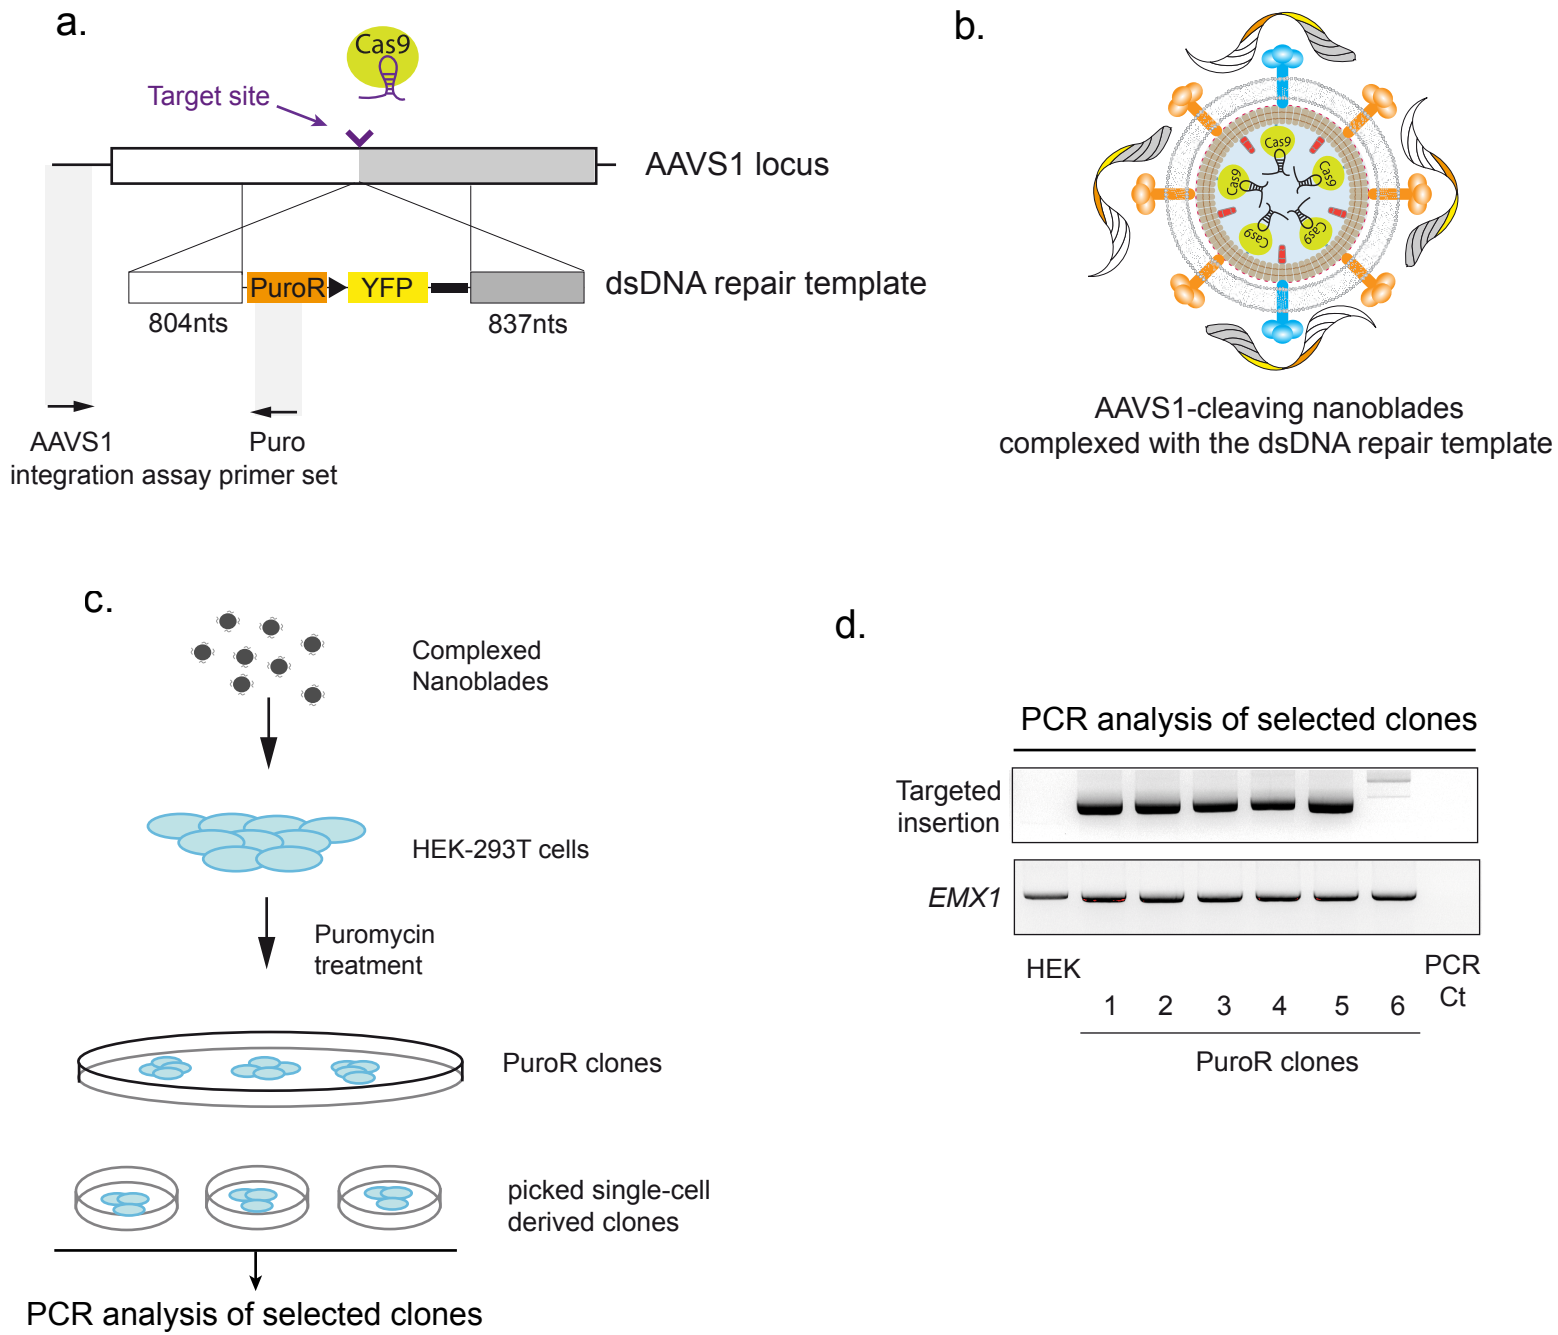 a.
Cas9
Target site
AAVS1 locus
PuroR
YFP
dsDNA repair template
804nts
837nts
AAVS1
Puro
integration assay primer set
b.
Cas9
Cas9
Cas9
Cas9
Cas9
AAVS1-cleaving nanoblades
complexed with the dsDNA repair template
c.
Complexed
Nanoblades
HEK-293T cells
Puromycin
treatment
PuroR clones
picked single-cell
derived clones
PCR analysis of selected clones
d.
PCR analysis of selected clones
Targeted
insertion
EMX1
HEK
1 2 3 4 5 6
PCR
Ct
PuroR clones